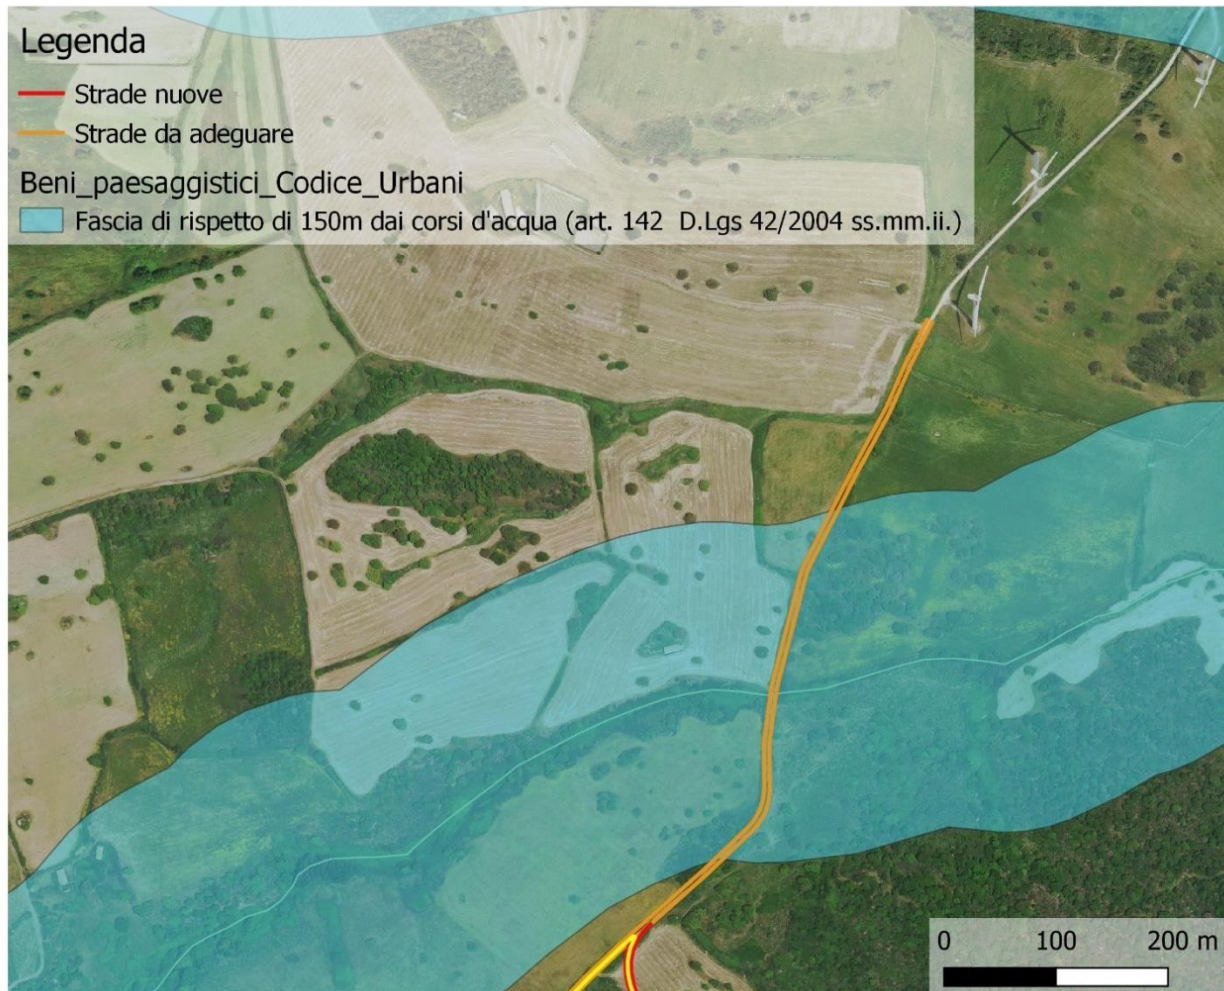 Legenda
Strade nuove
Strade da adeguare
Beni_paesaggistici_Codice_Urbani
Fascia di rispetto di 150m dai corsi d'acqua (art. 142 D.Lgs 42/2004 ss.mm.ii.)
0 100 200 m